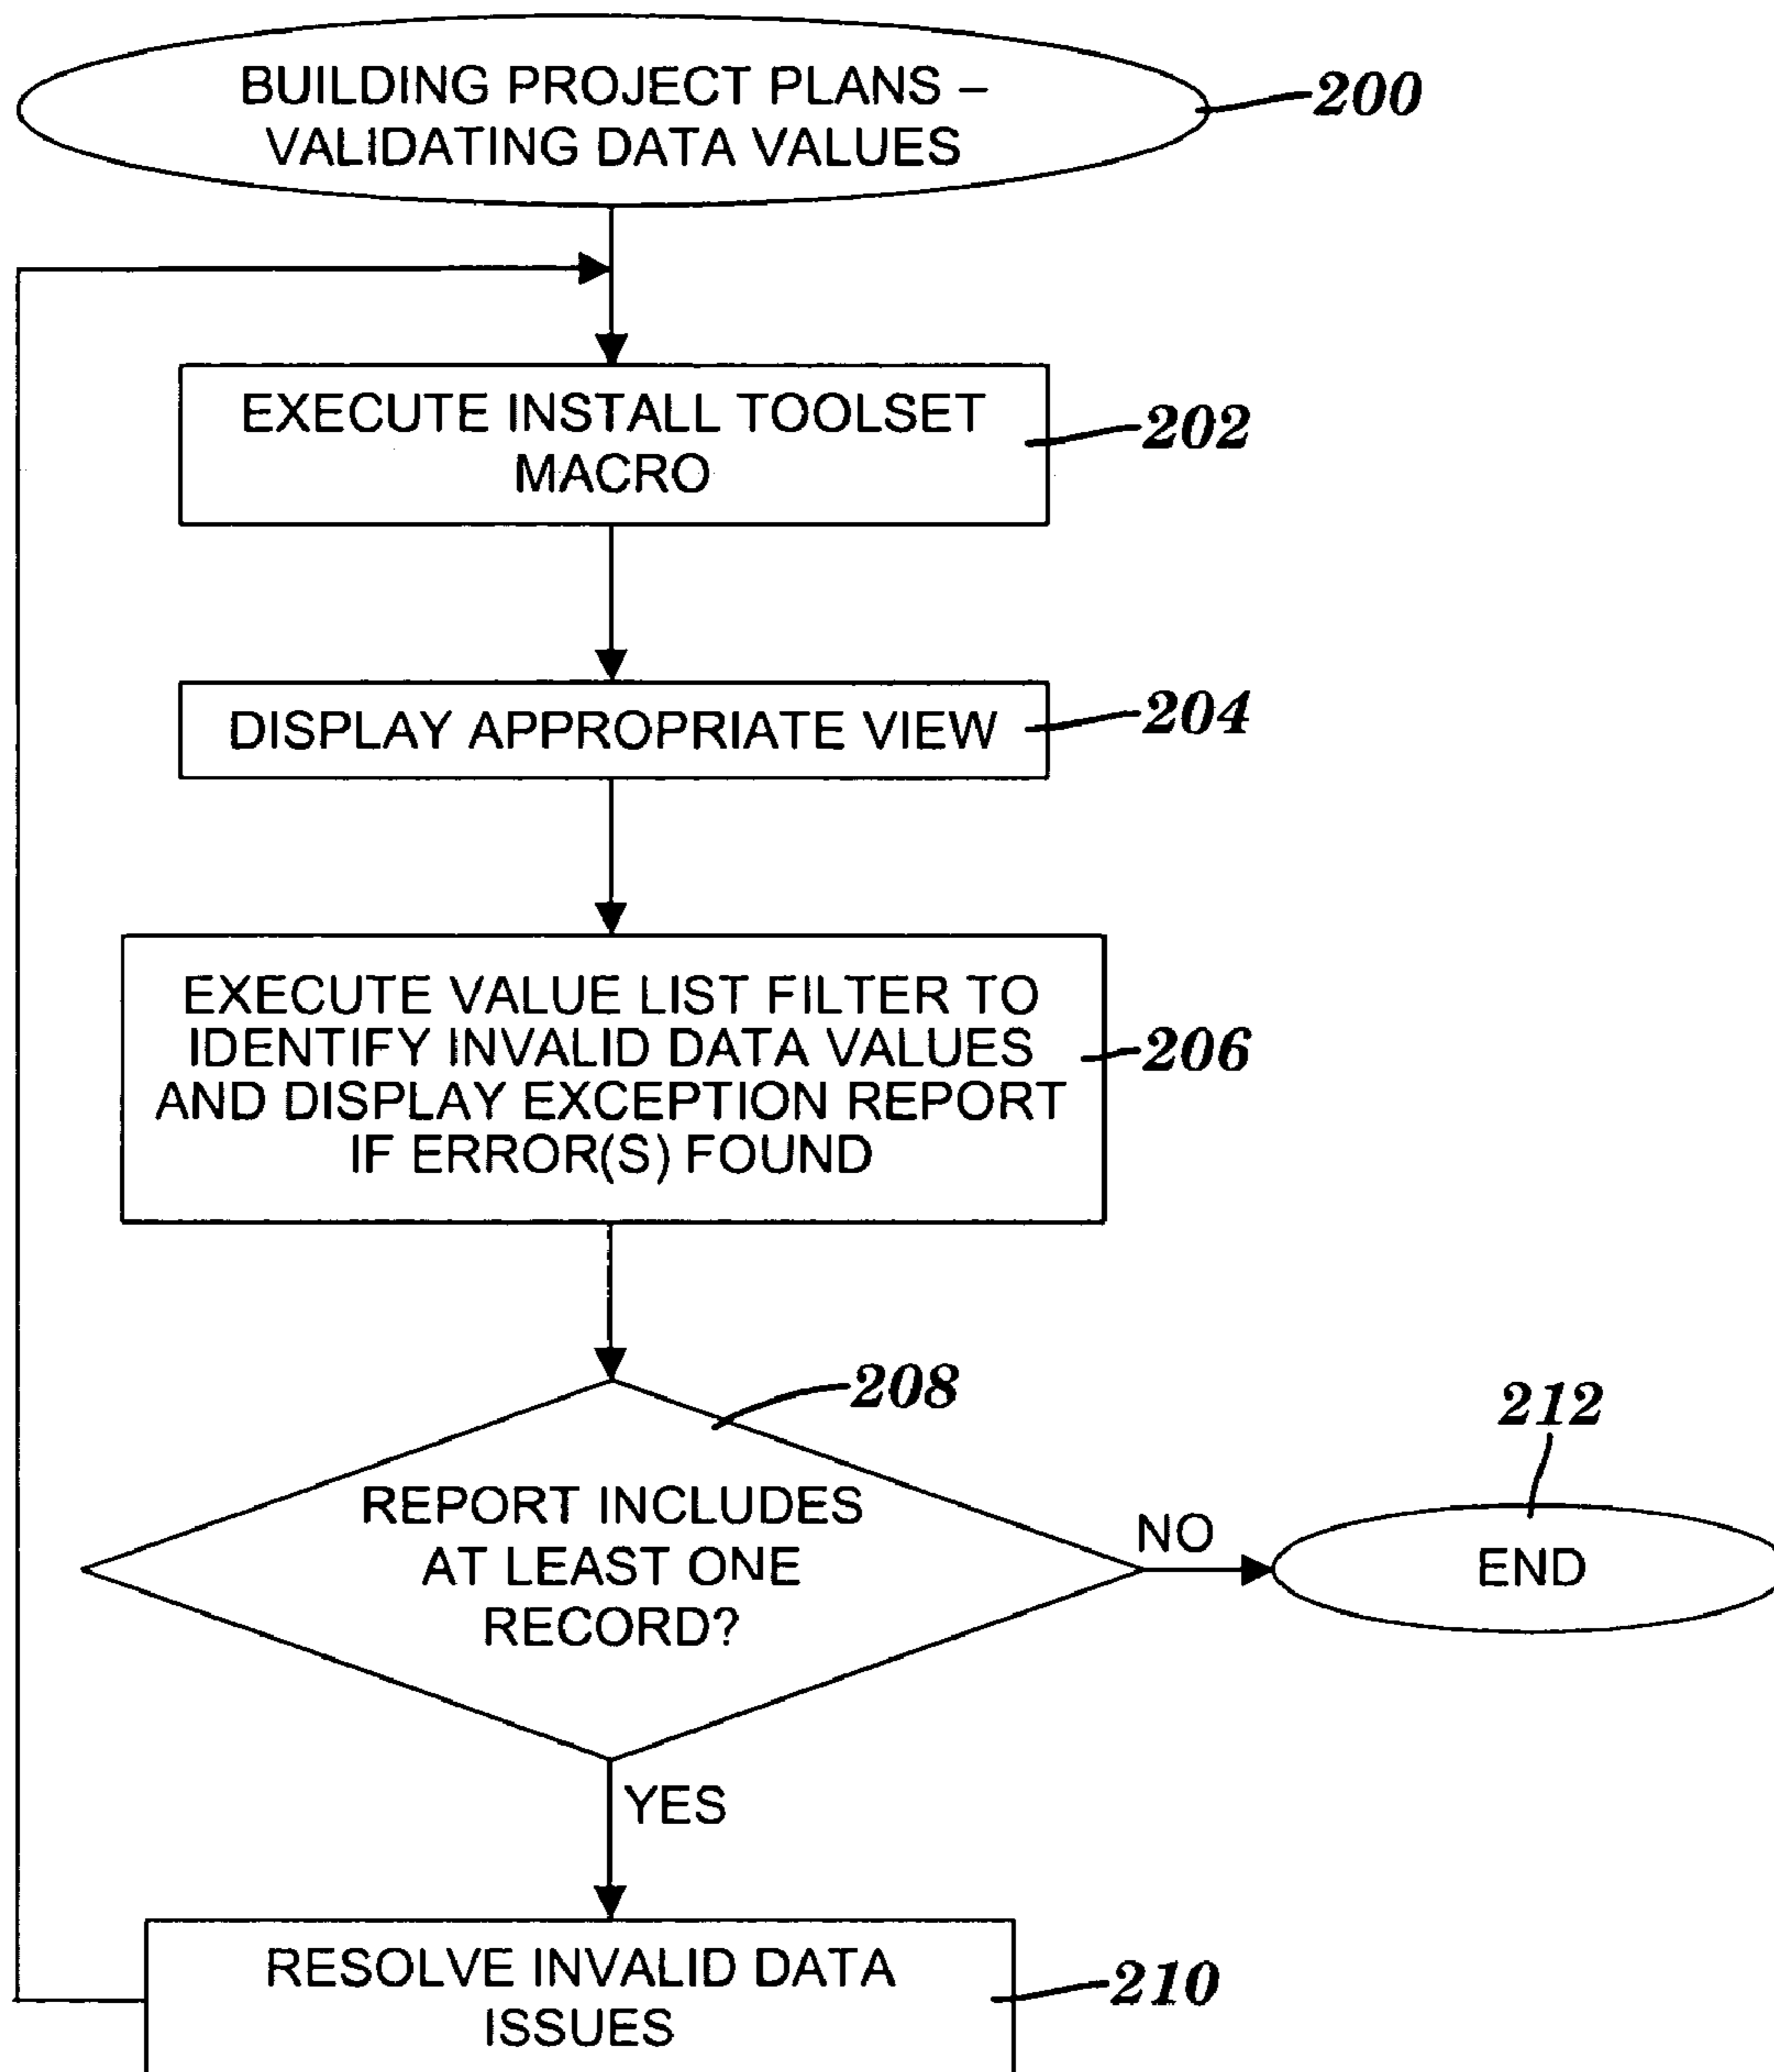 BUILDING PROJECT PLANS –
VALIDATING DATA VALUES
200
EXECUTE INSTALL TOOLSET
MACRO
202
DISPLAY APPROPRIATE VIEW
204
EXECUTE VALUE LIST FILTER TO
IDENTIFY INVALID DATA VALUES
AND DISPLAY EXCEPTION REPORT
IF ERROR(S) FOUND
206
208
REPORT INCLUDES
AT LEAST ONE
RECORD?
NO
212
END
YES
RESOLVE INVALID DATA
ISSUES
210